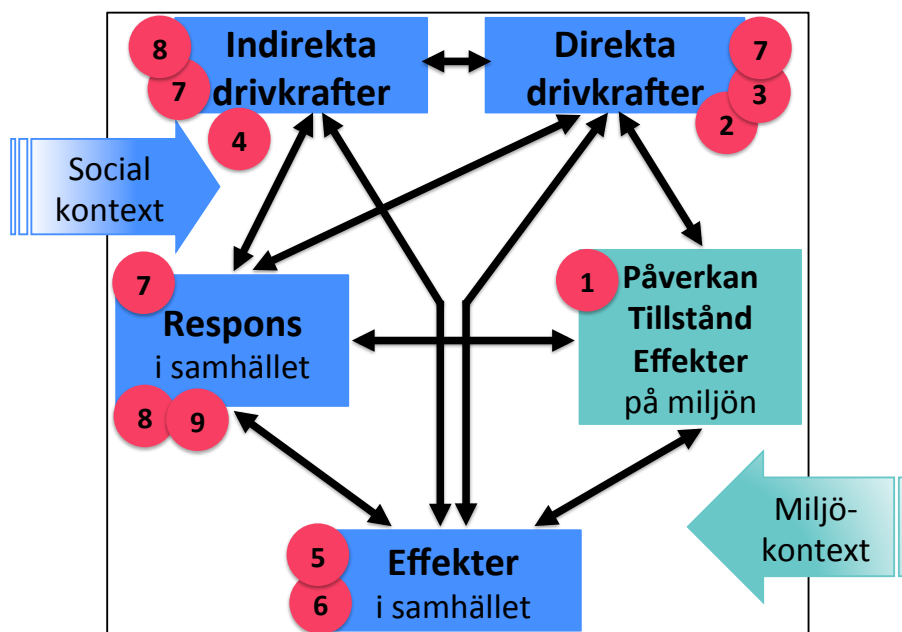 8
Indirekta
drivkrafter
7
4
Direkta
drivkrafter
7
3
2
Social
kontext
7
Respons
i samhället
8
9
1
Påverkan
Tillstånd
Effekter
på miljön
Miljö-
kontext
5
Effekter
6
i samhället